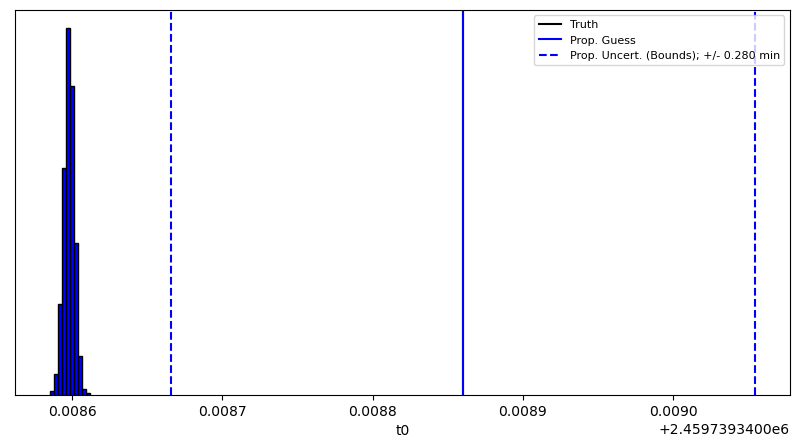 Truth
Prop. Guess
Prop. Uncert. (Bounds); +/- 0.280 min
0.0086 0.0087 0.0088 0.0089 0.0090
t0 +2.4597393400e6